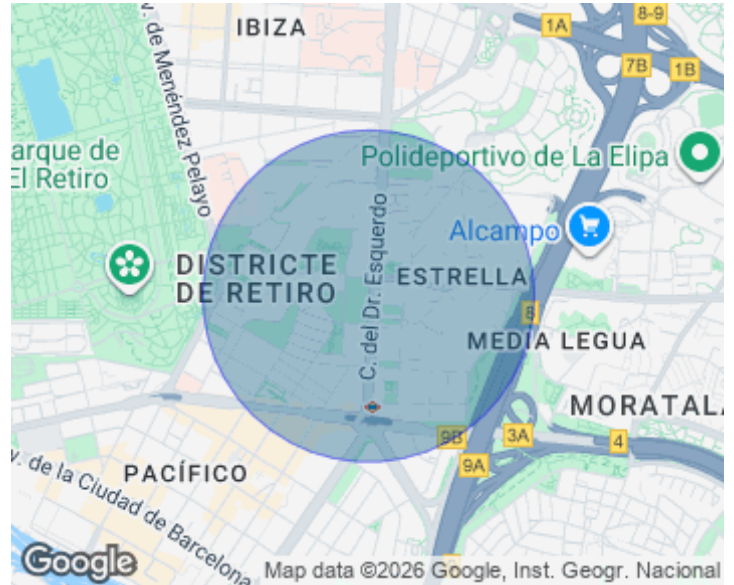 IBIZA
1A
8-9
7B
1B
v. de Menéndez Pelayo
arque de
El Retiro
Polideportivo de La Elipa
Alcampo
C. del Dr. Esquerdo
DISTRICTE
DE RETIRO
ESTRELLA
8
MEDIA LEGUA
MORATAL
9B
3A
4
9A
PACÍFICO
v. de la Ciudad de Barcelona
Google
Map data ©2026 Google, Inst. Geogr. Nacional